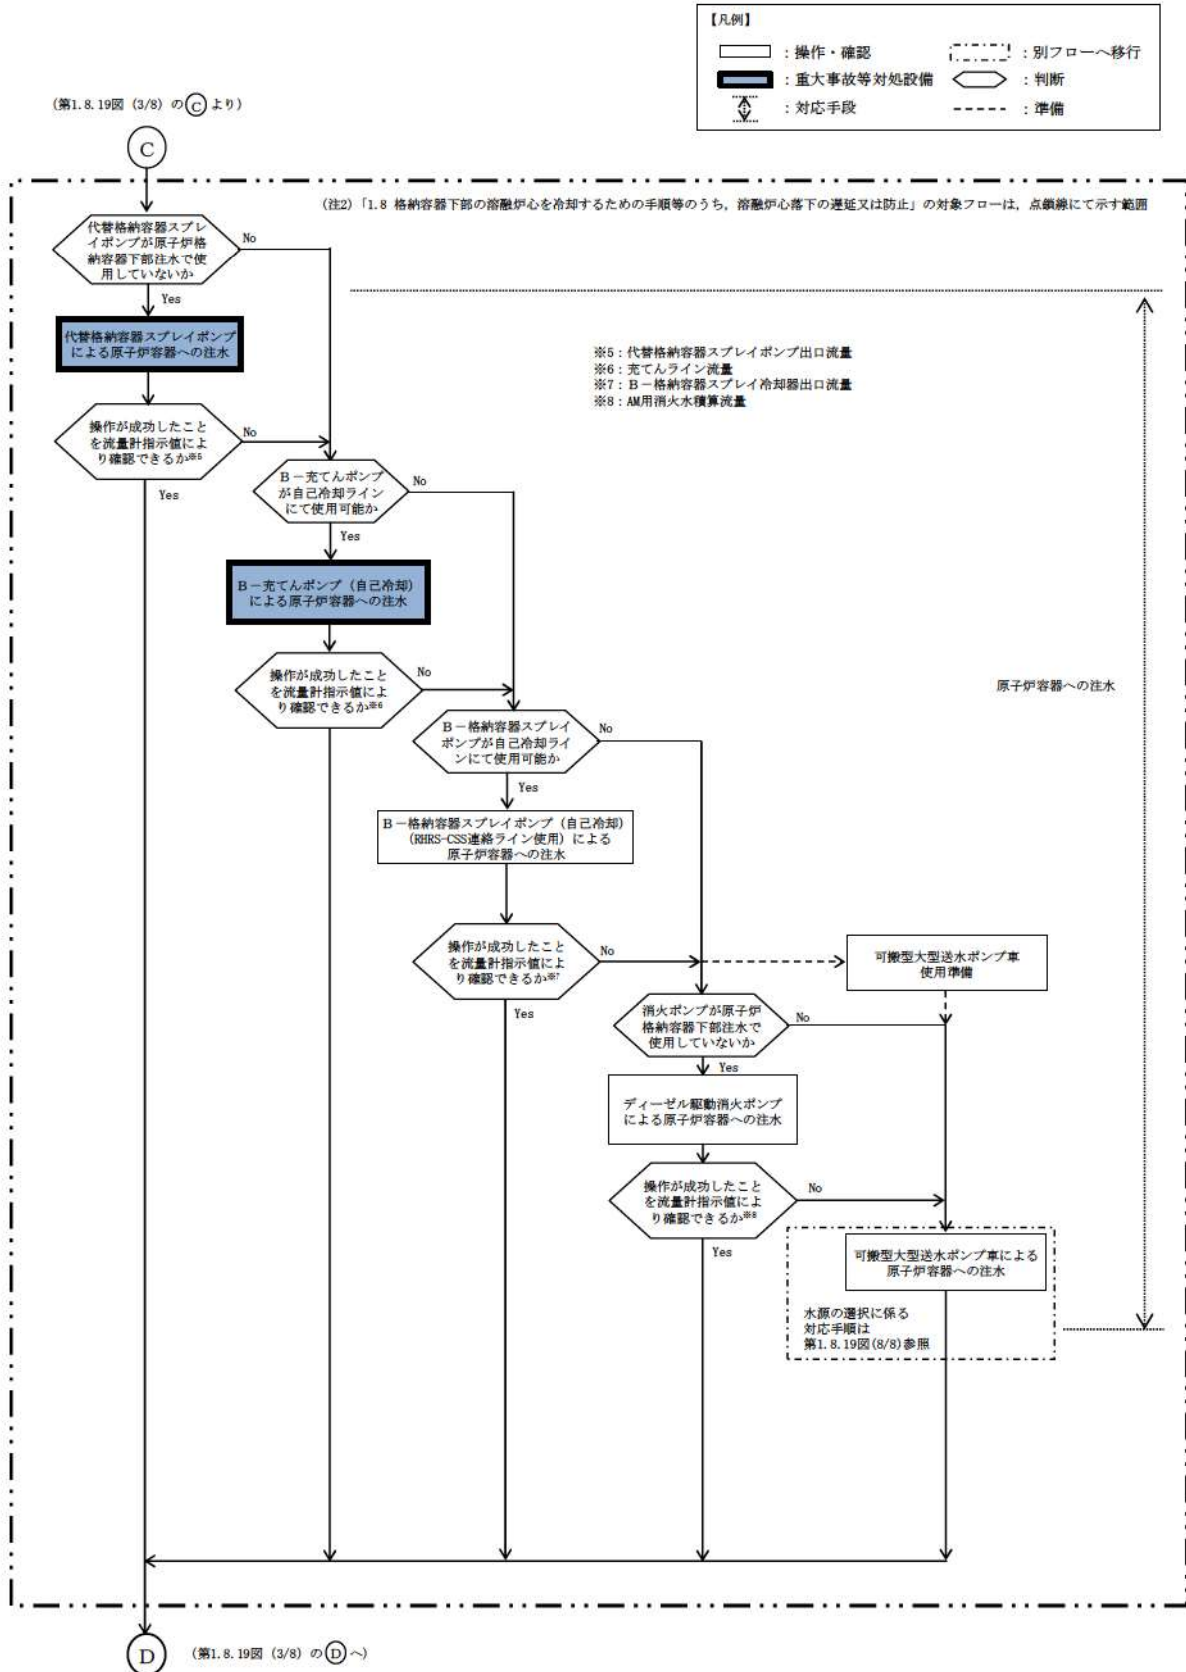 【凡例】
：操作・確認
：別フローへ移行
：重大事故等対処設備
：判断
：対応手段
：準備
(第1.8.19図 (3/8) の C より)
C
(注2) 「1.8 格納容器下部の溶融炉心を冷却するための手順等のうち，溶融炉心落下の遅延又は防止」の対象フローは，点鎖線にて示す範囲
代替格納容器スプレ
イポンプが原子炉格
納容器下部注水で使
用していないか
No
Yes
代替格納容器スプレイポンプ
による原子炉容器への注水
※5：代替格納容器スプレイポンプ出口流量
※6：充てんライン流量
※7：B－格納容器スプレイ冷却器出口流量
※8：AM用消火水積算流量
操作が成功したこと
を流量計指示値によ
り確認できるか※5
No
Yes
B－充てんポンプ
が自己冷却ライン
にて使用可能か
No
Yes
B－充てんポンプ（自己冷却）
による原子炉容器への注水
操作が成功したこと
を流量計指示値によ
り確認できるか※6
No
原子炉容器への注水
B－格納容器スプレイ
ポンプが自己冷却ライ
ンにて使用可能か
No
Yes
B－格納容器スプレイポンプ（自己冷却）
（RHRS-CSS連絡ライン使用）による
原子炉容器への注水
操作が成功したこと
を流量計指示値によ
り確認できるか※7
No
Yes
可搬型大型送水ポンプ車
使用準備
消火ポンプが原子炉
格納容器下部注水で
使用していないか
No
Yes
ディーゼル駆動消火ポンプ
による原子炉容器への注水
操作が成功したこと
を流量計指示値によ
り確認できるか※8
No
Yes
可搬型大型送水ポンプ車による
原子炉容器への注水
水源の選択に係る
対応手順は
第1.8.19図(8/8)参照
D
(第1.8.19図 (3/8) の D へ)